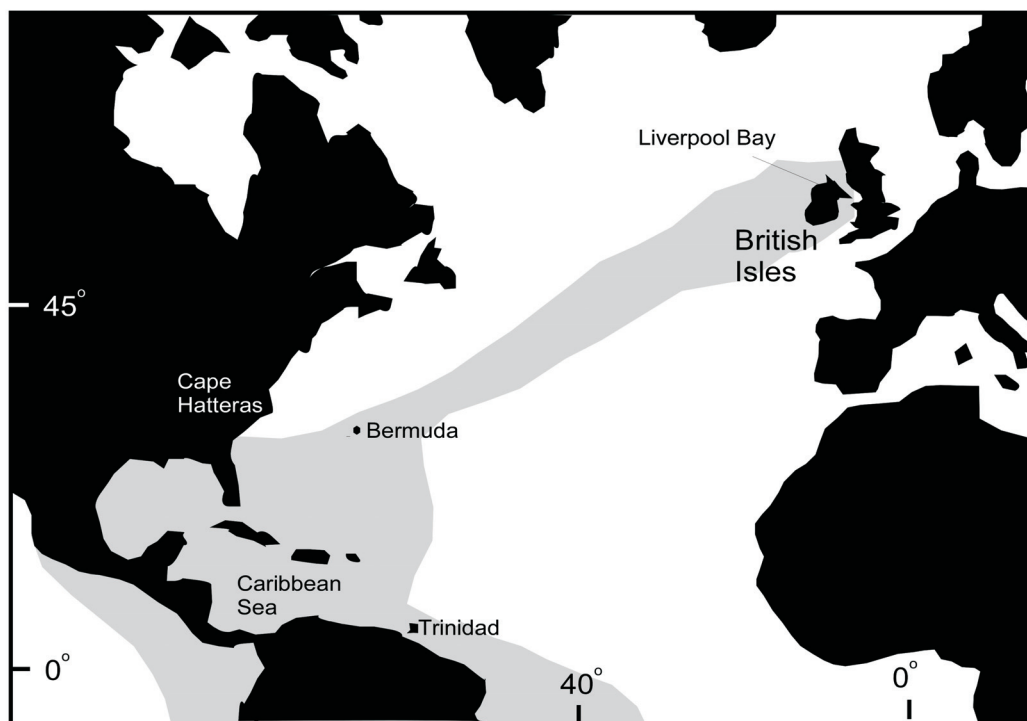 Liverpool Bay
British
Isles
45°
Cape
Hatteras
Bermuda
Caribbean
Sea
Trinidad
0°
40°
0°